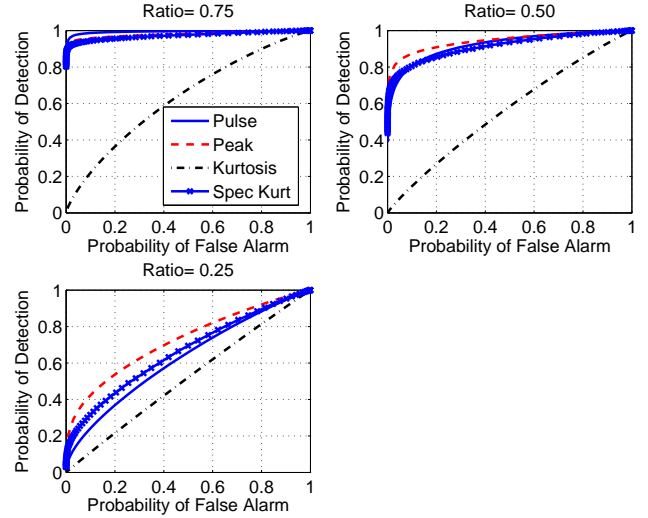 Ratio= 0.75
1
0.8
0.6
0.4
0.2
0
0 0.2 0.4 0.6 0.8 1
Probability of Detection
Probability of False Alarm
Pulse
Peak
Kurtosis
Spec Kurt
Ratio= 0.50
1
0.8
0.6
0.4
0.2
0
0 0.2 0.4 0.6 0.8 1
Probability of Detection
Probability of False Alarm
Ratio= 0.25
1
0.8
0.6
0.4
0.2
0
0 0.2 0.4 0.6 0.8 1
Probability of Detection
Probability of False Alarm